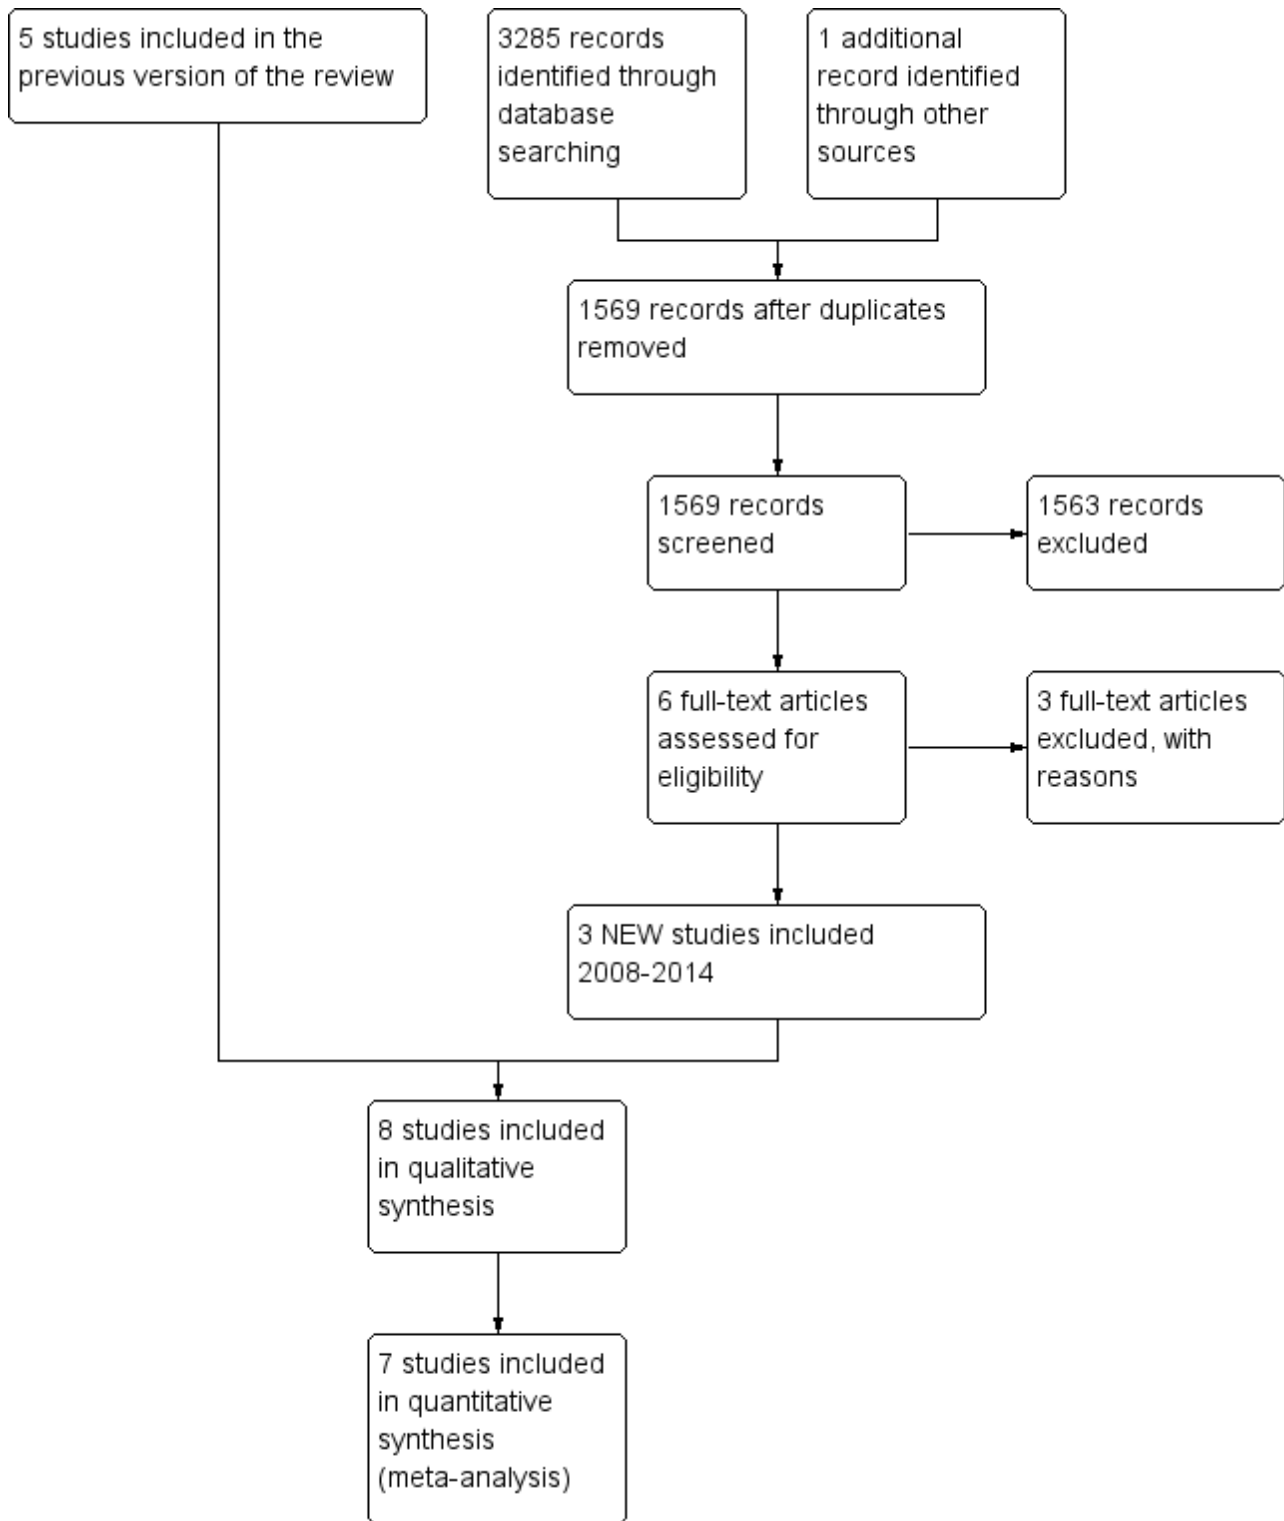 5 studies included in the
previous version of the review
3285 records
identified through
database
searching
1 additional
record identified
through other
sources
1569 records after duplicates
removed
1569 records
screened
1563 records
excluded
6 full-text articles
assessed for
eligibility
3 full-text articles
excluded, with
reasons
3 NEW studies included
2008-2014
8 studies included
in qualitative
synthesis
7 studies included
in quantitative
synthesis
(meta-analysis)